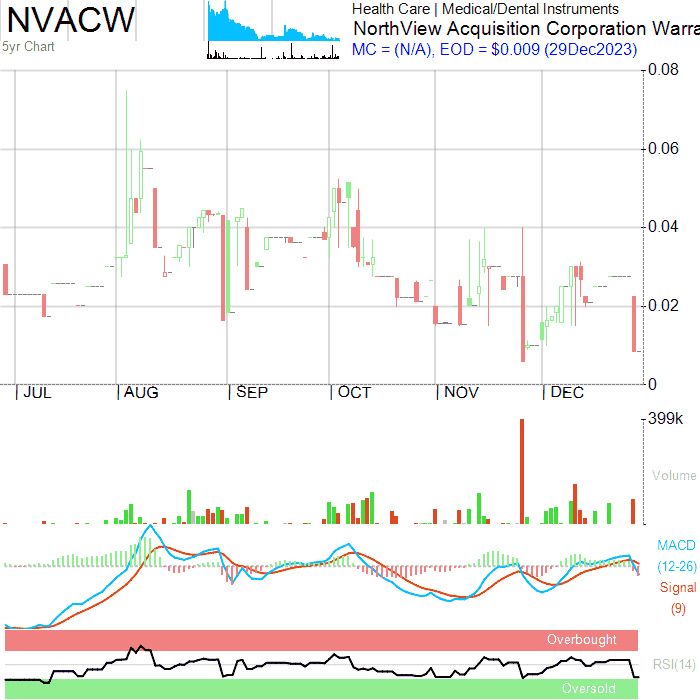 NVACW
5yr Chart
Health Care | Medical/Dental Instruments
NorthView Acquisition Corporation Warra
MC = (N/A), EOD = $0.009 (29Dec2023)
0.08
0.06
0.04
0.02
0
JUL AUG SEP OCT NOV DEC
399k
Volume
MACD
(12-26)
Signal
(9)
Overbought
RSI(14)
Oversold